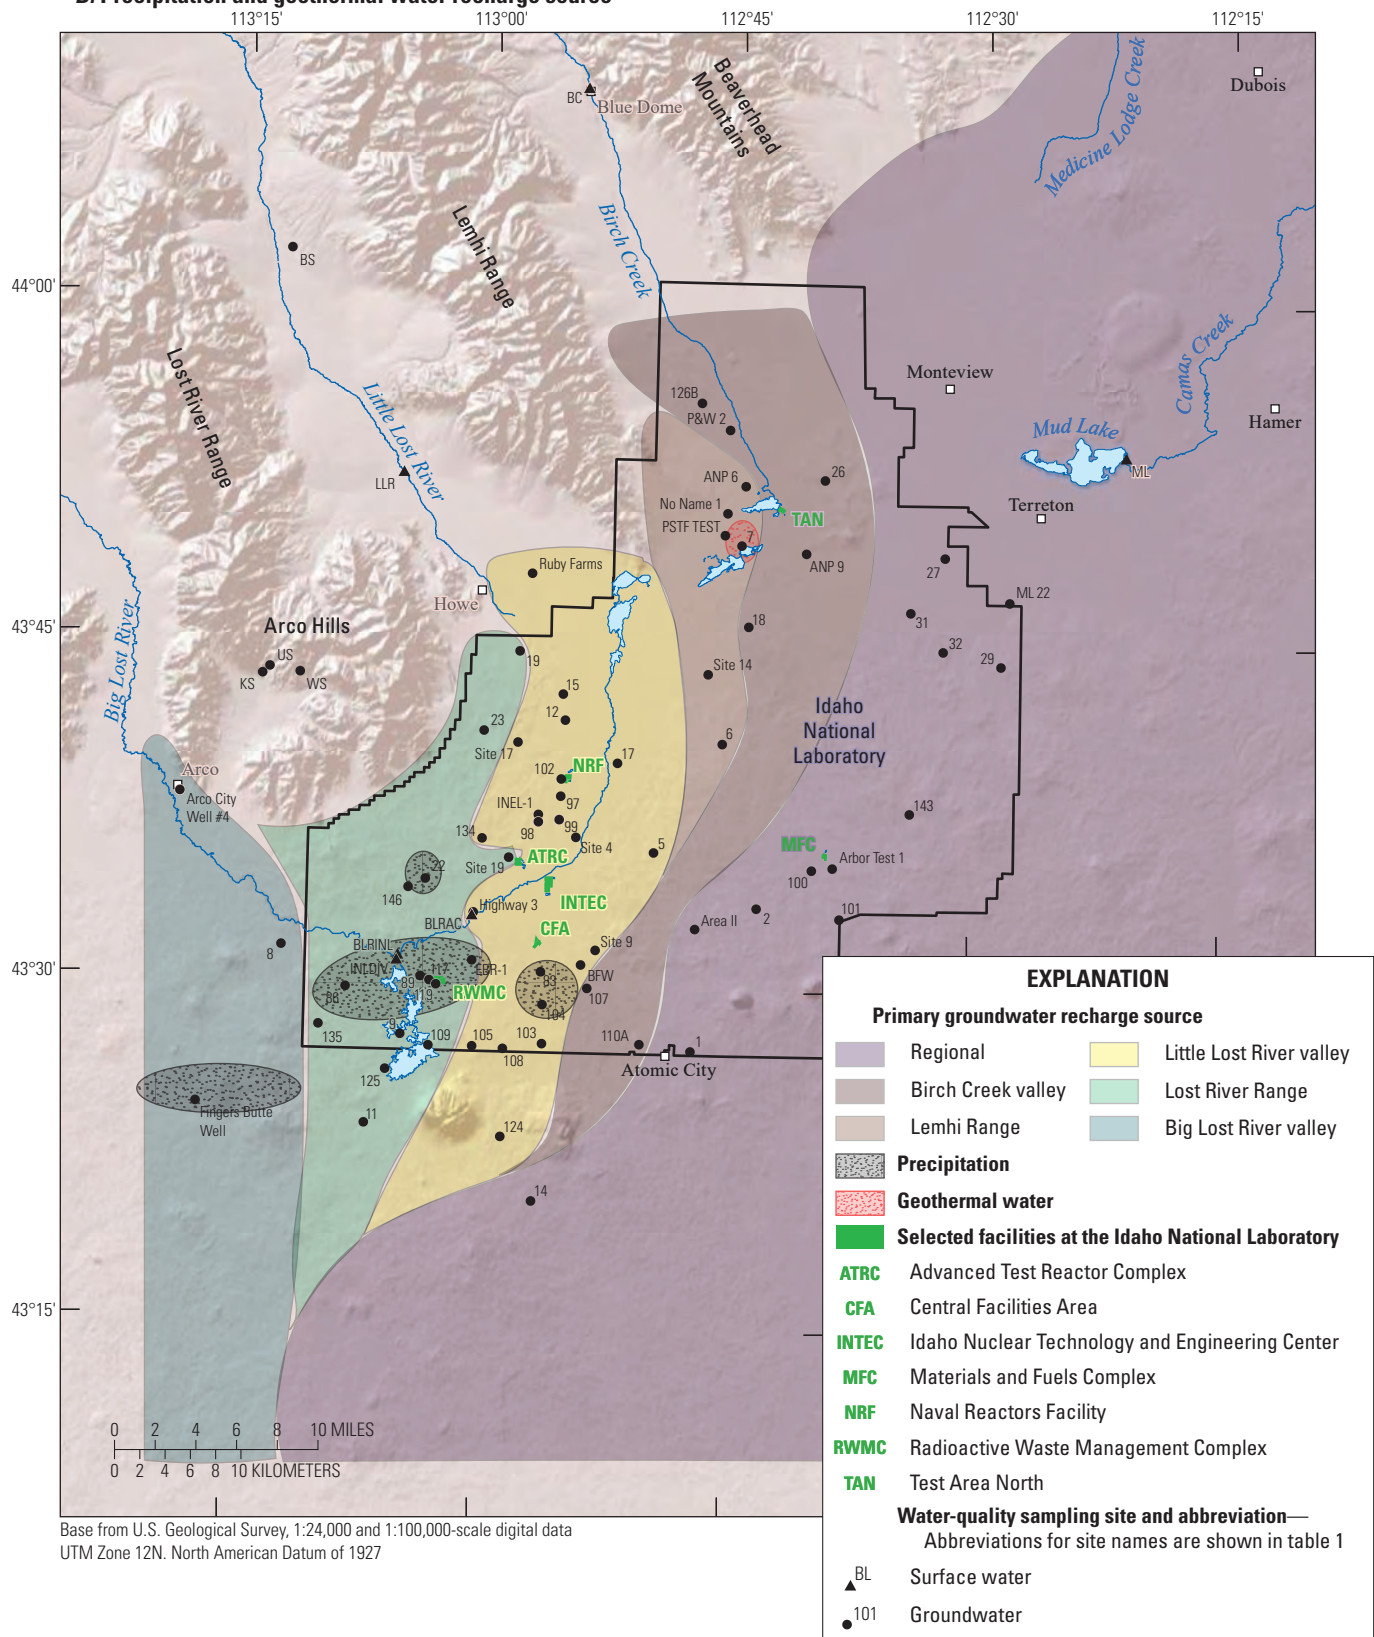 113°15'
113°00'
112°45'
112°30'
112°15'
Dubois
Beaverhead
Mountains
Medicine Lodge Creek
BC
Blue Dome
Lemhi Range
Birch Creek
BS
44°00'
Lost River Range
Little Lost River
Camas Creek
Monteview
126B
P&W 2
Hamer
Mud Lake
ML
LLR
ANP 6
26
No Name 1
TAN
Terreton
PSTF TEST
7
ANP 9
Ruby Farms
27
Howe
ML 22
43°45'
Arco Hills
18
31
US
19
32
KS
WS
Site 14
29
Big Lost River
15
12
Idaho
National
Laboratory
23
6
Site 17
17
Arco
102
NRF
Arco City
Well #4
97
INEL-1
143
98
99
134
Site 4
5
MFC
ATRC
Site 19
Arbor Test 1
22
100
146
INTEC
Highway 3
2
101
BLRAC
CFA
Area II
BLRINL
Site 9
8
43°30'
INLDIV
EBR-1
BFW
89
117
83
86
119
RWMC
107
104
9
135
109
105
103
110A
1
108
Atomic City
125
Fingers Butte
Well
11
124
14
43°15'
0 2 4 6 8 10 MILES
0 2 4 6 8 10 KILOMETERS
Base from U.S. Geological Survey, 1:24,000 and 1:100,000-scale digital data
UTM Zone 12N. North American Datum of 1927
EXPLANATION
Primary groundwater recharge source
Regional
Little Lost River valley
Birch Creek valley
Lost River Range
Lemhi Range
Big Lost River valley
Precipitation
Geothermal water
Selected facilities at the Idaho National Laboratory
ATRC Advanced Test Reactor Complex
CFA Central Facilities Area
INTEC Idaho Nuclear Technology and Engineering Center
MFC Materials and Fuels Complex
NRF Naval Reactors Facility
RWMC Radioactive Waste Management Complex
TAN Test Area North
Water-quality sampling site and abbreviation—
Abbreviations for site names are shown in table 1
BL Surface water
101 Groundwater